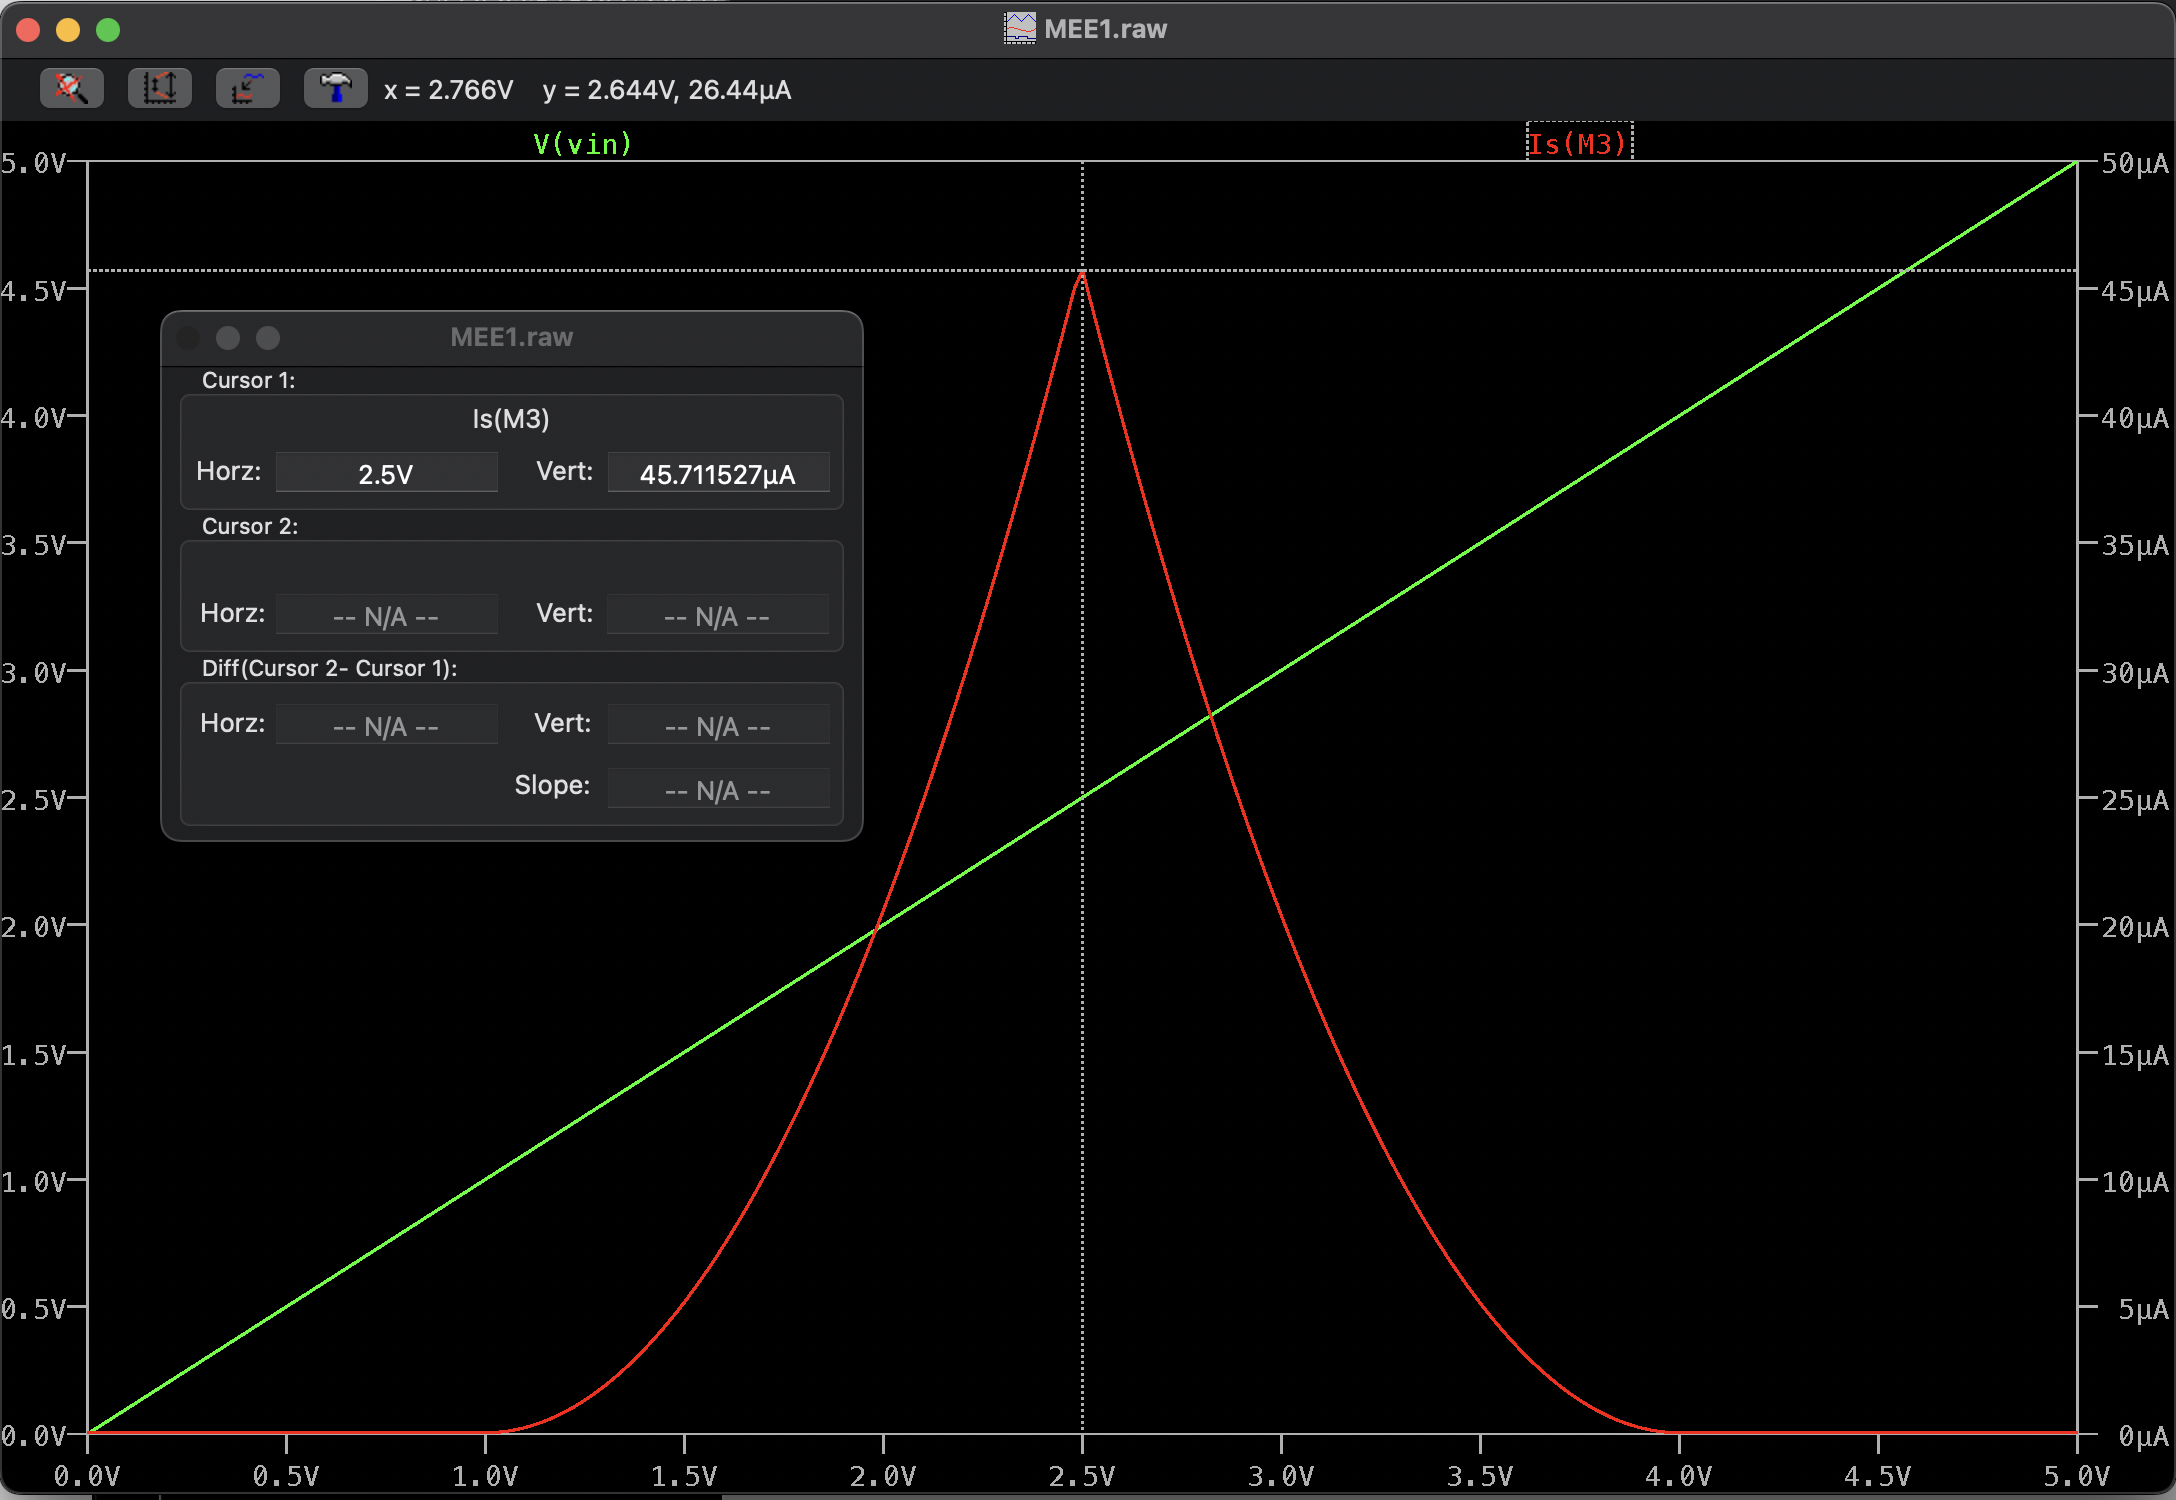 MEE1.raw
x = 2.766V y = 2.644V, 26.44µA
V(vin) Is(M3)
5.0V 50µA
4.5V 45µA
MEE1.raw
Cursor 1:
Is(M3)
Horz: 2.5V Vert: 45.711527µA
Cursor 2:
Horz: -- N/A -- Vert: -- N/A --
Diff(Cursor 2- Cursor 1):
Horz: -- N/A -- Vert: -- N/A --
Slope: -- N/A --
4.0V 40µA
3.5V 35µA
3.0V 30µA
2.5V 25µA
2.0V 20µA
1.5V 15µA
1.0V 10µA
0.5V 5µA
0.0V 0µA
0.0V 0.5V 1.0V 1.5V 2.0V 2.5V 3.0V 3.5V 4.0V 4.5V 5.0V